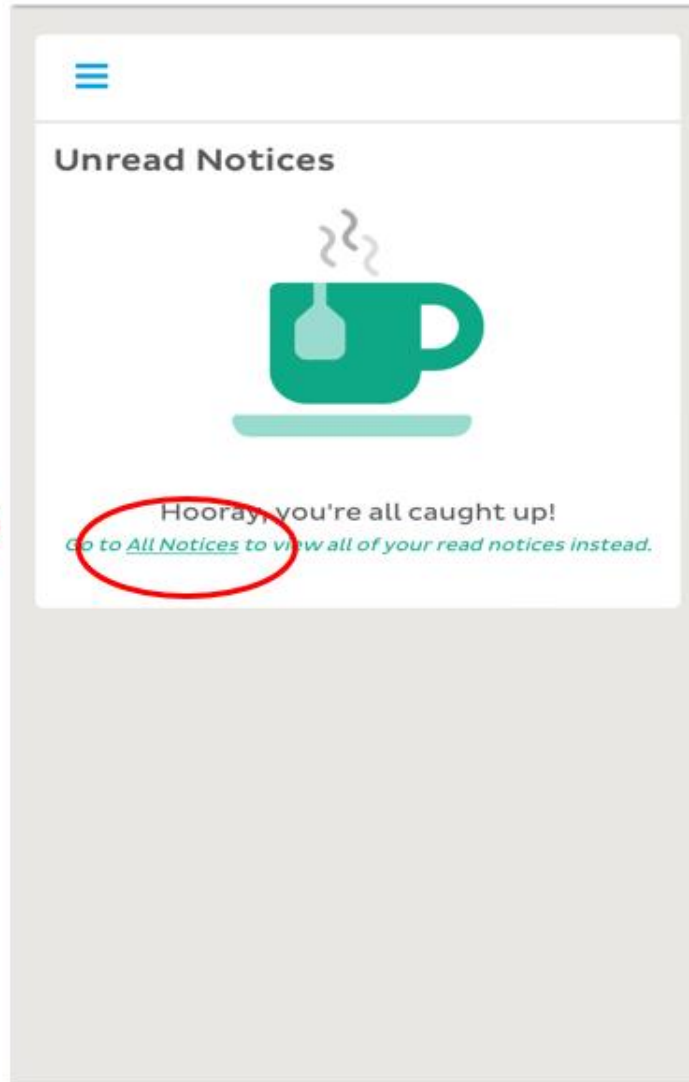 Unread Notices
Hooray, you're all caught up!
Go to All Notices to view all of your read notices instead.